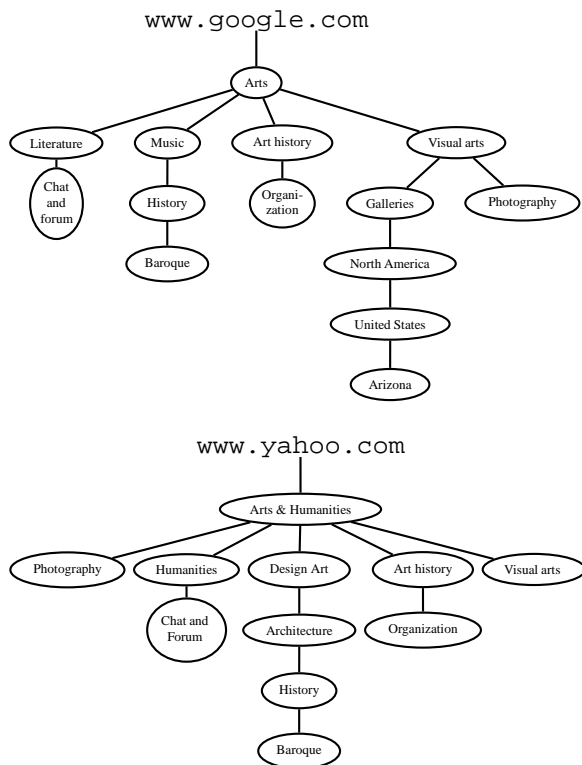 www.google.com
Arts
Literature
Music
Art history
Visual arts
Chat
and
forum
History
Organi-
zation
Galleries
Photography
Baroque
North America
United States
Arizona
www.yahoo.com
Arts & Humanities
Photography
Humanities
Design Art
Art history
Visual arts
Chat and
Forum
Architecture
Organization
History
Baroque